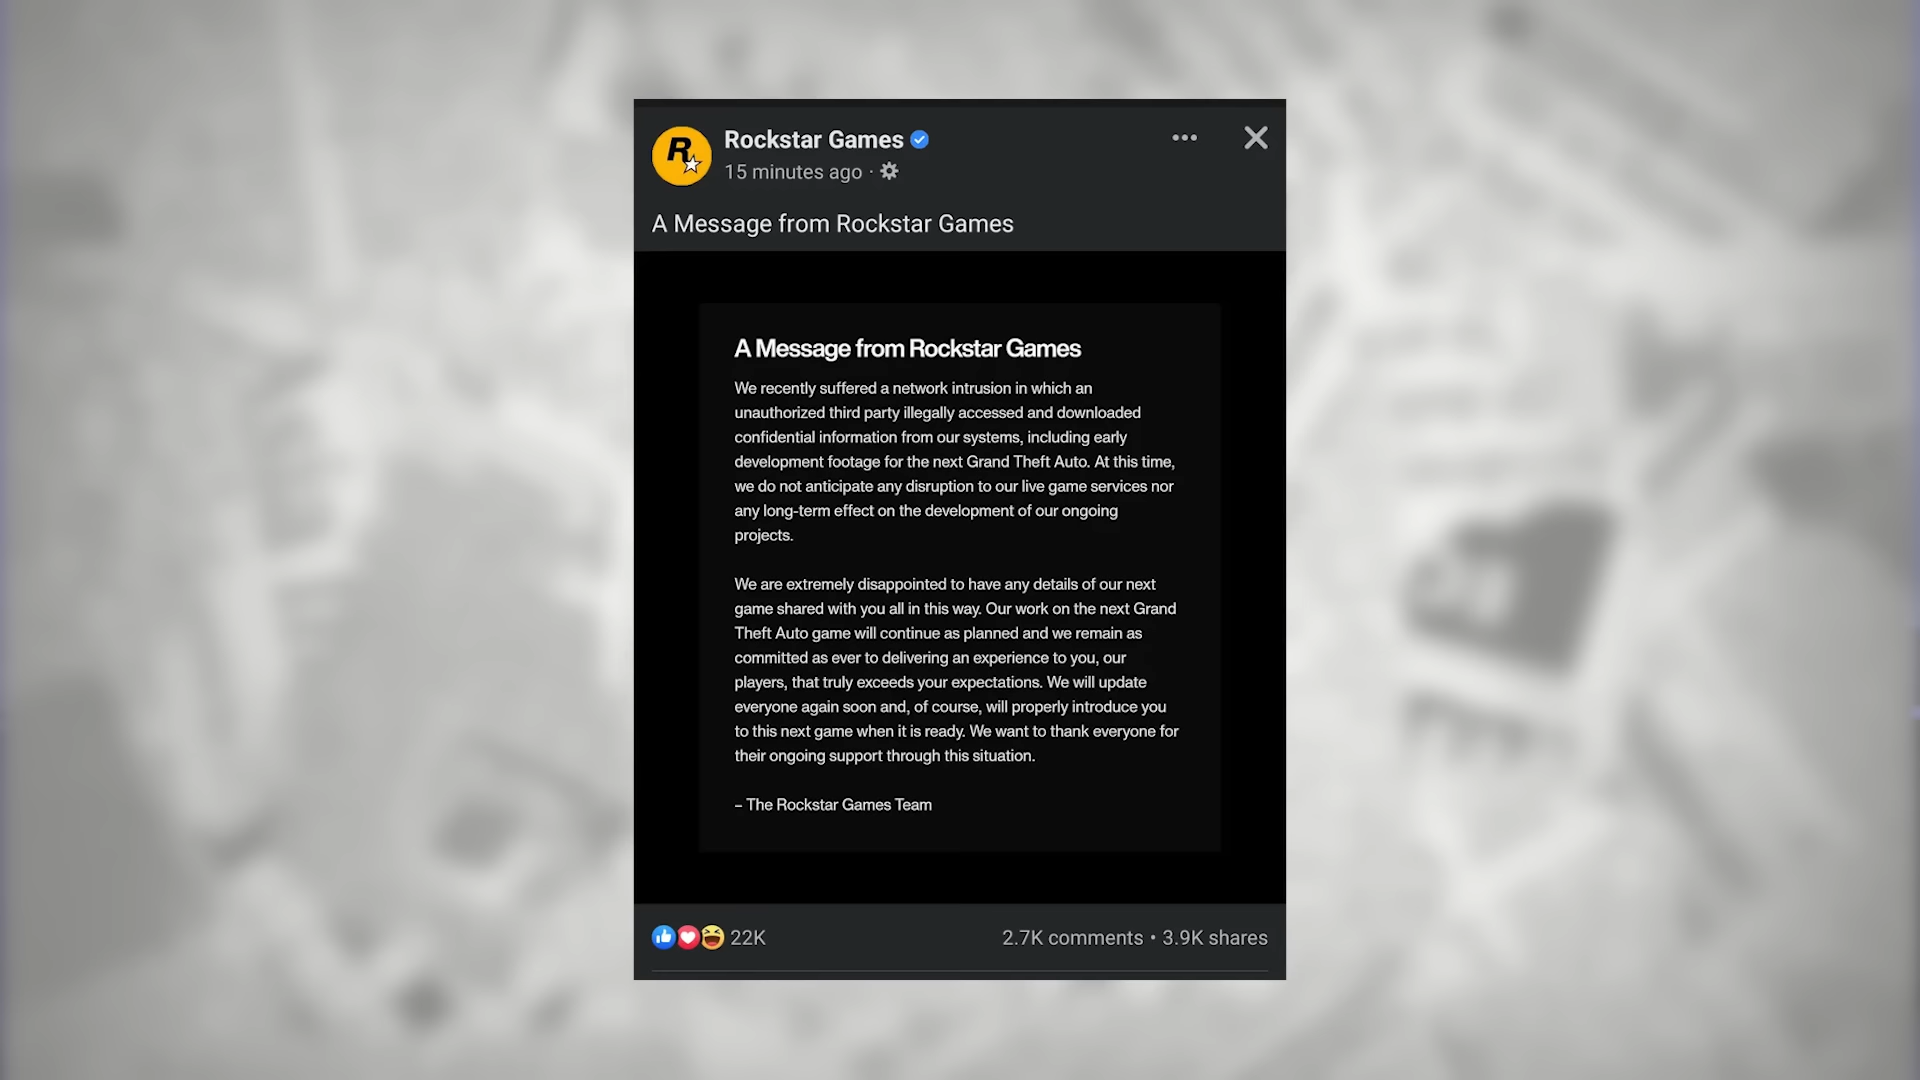 Rockstar Games
15 minutes ago ·
A Message from Rockstar Games
A Message from Rockstar Games
We recently suffered a network intrusion in which an
unauthorized third party illegally accessed and downloaded
confidential information from our systems, including early
development footage for the next Grand Theft Auto. At this time,
we do not anticipate any disruption to our live game services nor
any long-term effect on the development of our ongoing
projects.
We are extremely disappointed to have any details of our next
game shared with you all in this way. Our work on the next Grand
Theft Auto game will continue as planned and we remain as
committed as ever to delivering an experience to you, our
players, that truly exceeds your expectations. We will update
everyone again soon and, of course, will properly introduce you
to this next game when it is ready. We want to thank everyone for
their ongoing support through this situation.
– The Rockstar Games Team
22K
2.7K comments • 3.9K shares